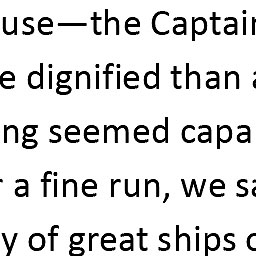 use—the Captain
e dignified than a
ng seemed capa
r a fine run, we sa
y of great ships o